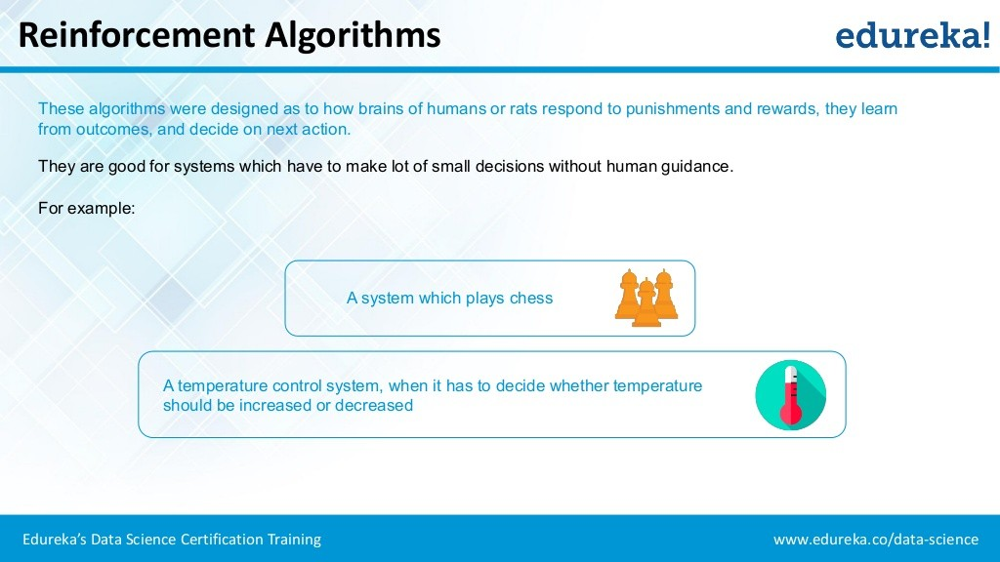 Reinforcement Algorithms
edureka!
These algorithms were designed as to how brains of humans or rats respond to punishments and rewards, they learn
from outcomes, and decide on next action.
They are good for systems which have to make lot of small decisions without human guidance.
For example:
A system which plays chess
A temperature control system, when it has to decide whether temperature
should be increased or decreased
Edureka’s Data Science Certification Training
www.edureka.co/data-science